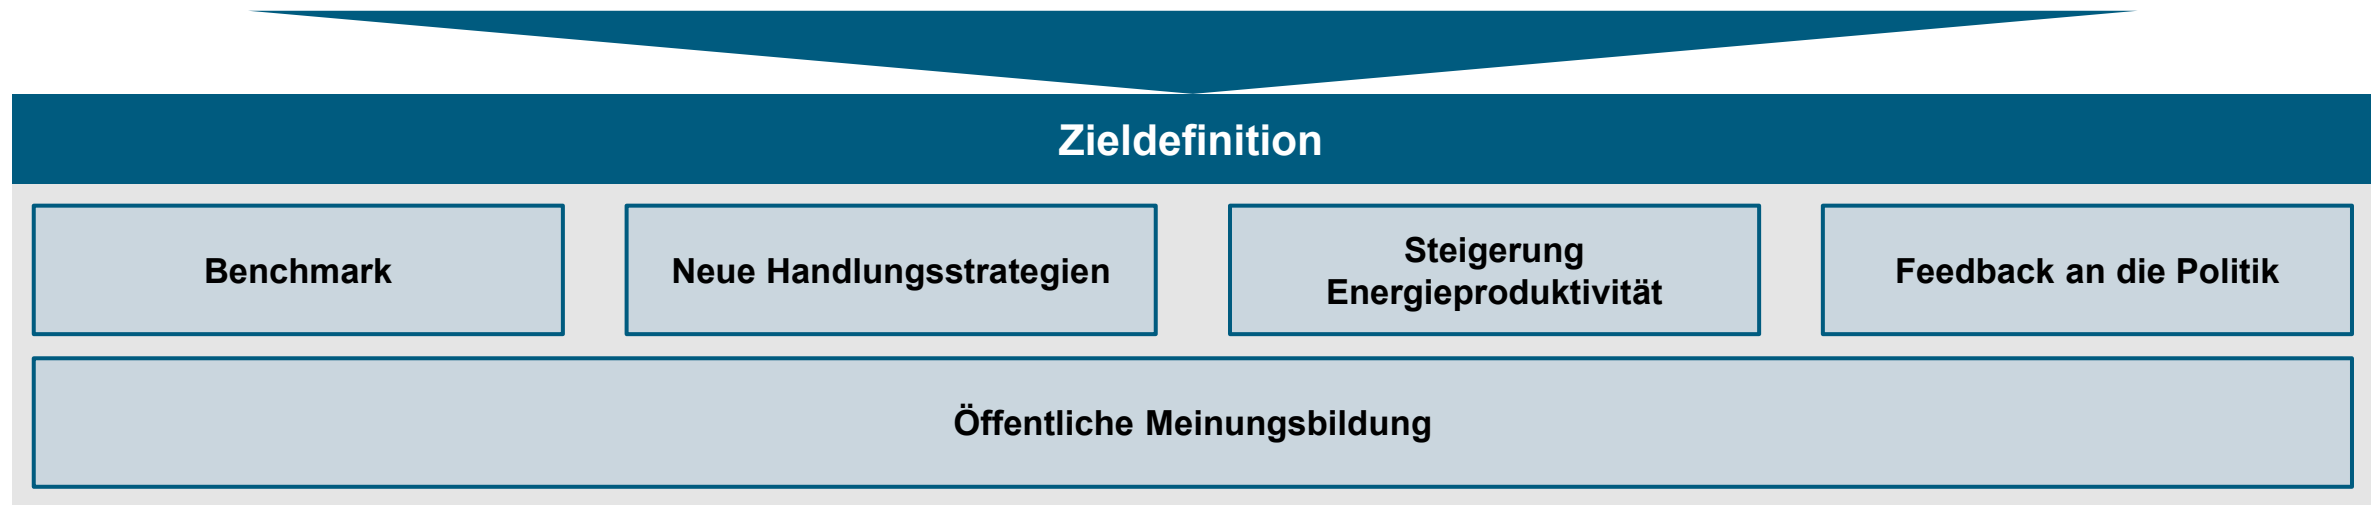 Zieldefinition
Benchmark
Neue Handlungsstrategien
Steigerung
Energieproduktivität
Feedback an die Politik
Öffentliche Meinungsbildung